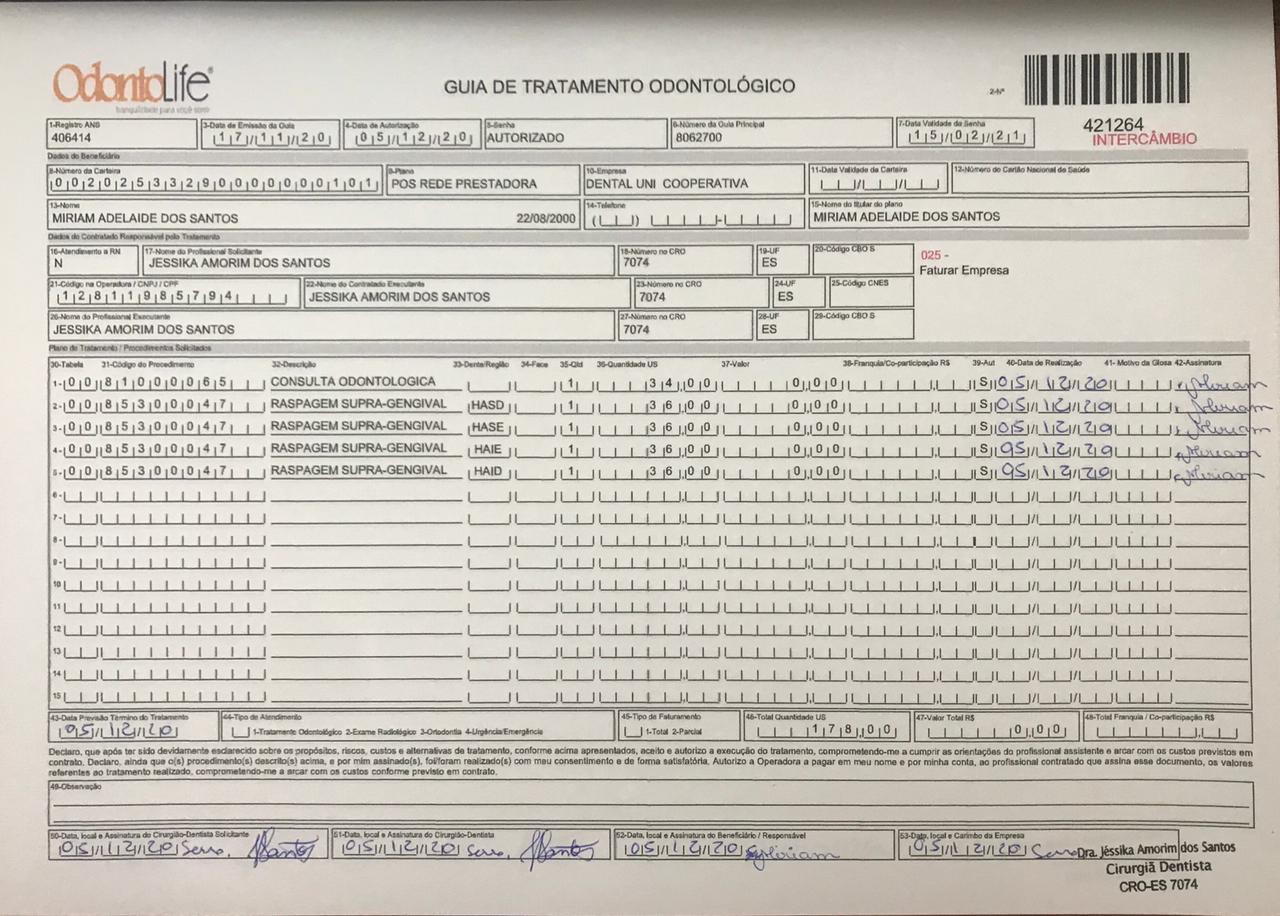 OdontoLife®
tranquilidade para você sorrir
GUIA DE TRATAMENTO ODONTOLÓGICO
2-Nº
421264
INTERCÂMBIO
1-Registro ANS 3-Data de Emissão da Guia 4-Data de Autorização 5-Senha 6-Número da Guia Principal 7-Data Validade da Senha
406414 17/11/20 05/12/20 AUTORIZADO 8062700 15/02/21
Dados do Beneficiário
8-Número da Carteira 9-Plano 10-Empresa 11-Data Validade da Carteira 12-Número do Cartão Nacional de Saúde
00202533290000000101 POS REDE PRESTADORA DENTAL UNI COOPERATIVA
13-Nome 14-Telefone 15-Nome do titular do plano
MIRIAM ADELAIDE DOS SANTOS 22/08/2000 MIRIAM ADELAIDE DOS SANTOS
Dados do Contratado Responsável pelo Tratamento
16-Atendimento a RN 17-Nome do Profissional Solicitante 18-Número no CRO 19-UF 20-Código CBO S
N JESSIKA AMORIM DOS SANTOS 7074 ES
025 -
Faturar Empresa
21-Código na Operadora / CNPJ / CPF 22-Nome do Contratado Executante 23-Número no CRO 24-UF 25-Código CNES
12811985794 JESSIKA AMORIM DOS SANTOS 7074 ES
26-Nome do Profissional Executante 27-Número no CRO 28-UF 29-Código CBO S
JESSIKA AMORIM DOS SANTOS 7074 ES
Plano de Tratamento / Procedimentos Solicitados
30-Tabela 31-Código do Procedimento 32-Descrição 33-Dente/Região 34-Face 35-Qtd 36-Quantidade US 37-Valor 38-Franquia/Co-participação R$ 39-Aut 40-Data de Realização 41- Motivo da Glosa 42-Assinatura
1- 00 81000065 CONSULTA ODONTOLOGICA 1 34,00 0,00 S 05/12/20 Miriam
2- 00 85300047 RASPAGEM SUPRA-GENGIVAL HASD 1 36,00 0,00 S 05/12/20 Miriam
3- 00 85300047 RASPAGEM SUPRA-GENGIVAL HASE 1 36,00 0,00 S 05/12/20 Miriam
4- 00 85300047 RASPAGEM SUPRA-GENGIVAL HAIE 1 36,00 0,00 S 05/12/20 Miriam
5- 00 85300047 RASPAGEM SUPRA-GENGIVAL HAID 1 36,00 0,00 S 05/12/20 Miriam
6-
7-
8-
9-
10
11
12
13
14
15
43-Data Previsão Término do Tratamento 44-Tipo de Atendimento 45-Tipo de Faturamento 46-Total Quantidade US 47-Valor Total R$ 48-Total Franquia / Co-participação R$
05/12/20 1-Tratamento Odontológico 2-Exame Radiológico 3-Ortodontia 4-Urgência/Emergência 1-Total 2-Parcial 178,00 0,00
Declaro, que após ter sido devidamente esclarecido sobre os propósitos, riscos, custos e alternativas de tratamento, conforme acima apresentados, aceito e autorizo a execução do tratamento, comprometendo-me a cumprir as orientações do profissional assistente e arcar com os custos previstos em
contrato. Declaro, ainda que o(s) procedimento(s) descrito(s) acima, e por mim assinado(s), foi/foram realizado(s) com meu consentimento e de forma satisfatória. Autorizo a Operadora a pagar em meu nome e por minha conta, ao profissional contratado que assina esse documento, os valores
referentes ao tratamento realizado, comprometendo-me a arcar com os custos conforme previsto em contrato.
49-Observação
50-Data, local e Assinatura do Cirurgião-Dentista Solicitante 51-Data, local e Assinatura do Cirurgião-Dentista 52-Data, local e Assinatura do Beneficiário / Responsável 53-Data, local e Carimbo da Empresa
05/12/20 Serra, JSantos 05/12/20 Serra, JSantos 05/12/20 Miriam 05/12/20 Serra
Dra. Jéssika Amorim dos Santos
Cirurgiã Dentista
CRO-ES 7074